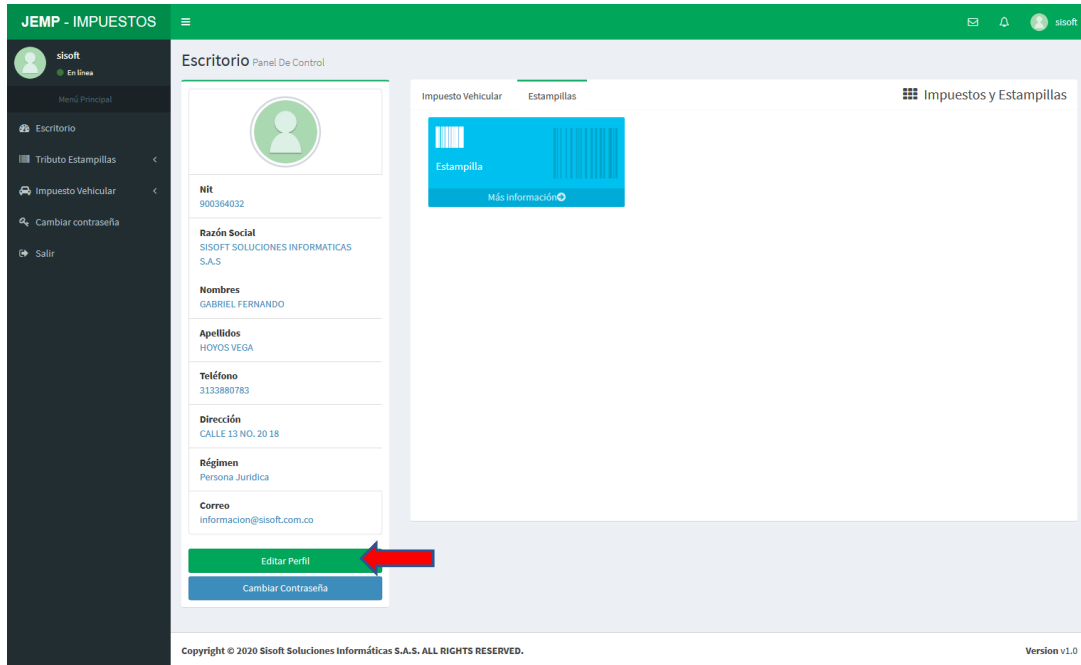 JEMP - IMPUESTOS
sisoft
sisoft
En línea
Menú Principal
Escritorio
Tributo Estampillas
Impuesto Vehicular
Cambiar contraseña
Salir
Escritorio Panel De Control
Nit
900364032
Razón Social
SISOFT SOLUCIONES INFORMATICAS
S.A.S
Nombres
GABRIEL FERNANDO
Apellidos
HOYOS VEGA
Teléfono
3133880783
Dirección
CALLE 13 NO. 20 18
Régimen
Persona Jurídica
Correo
informacion@sisoft.com.co
Editar Perfil
Cambiar Contraseña
Impuesto Vehicular
Estampillas
Impuestos y Estampillas
Estampilla
Más información
Copyright © 2020 Sisoft Soluciones Informáticas S.A.S. ALL RIGHTS RESERVED.
Version v1.0